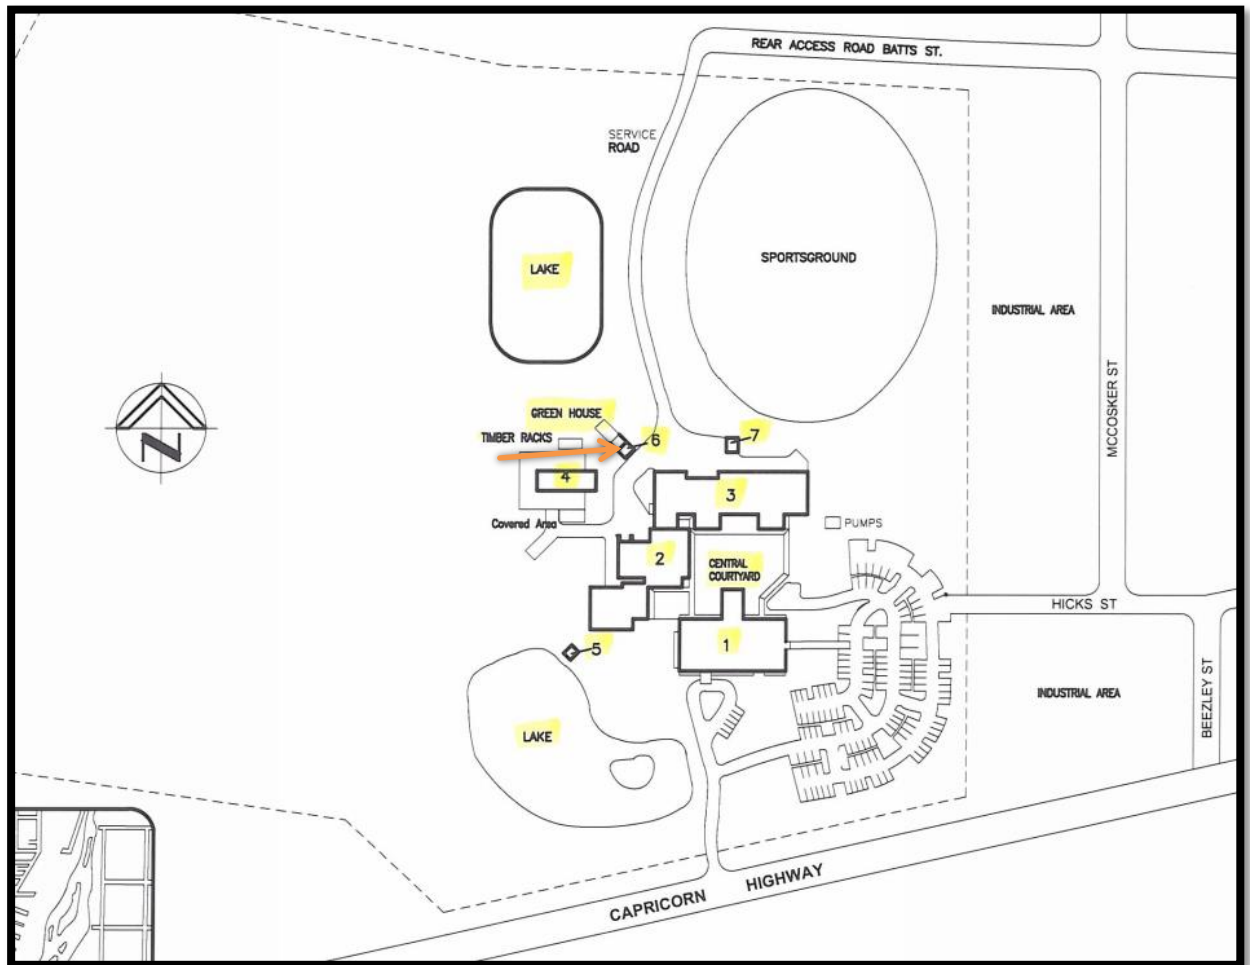 REAR ACCESS ROAD BATTS ST.
SERVICE
ROAD
LAKE
SPORTSGROUND
INDUSTRIAL AREA
MCCOSKER ST
GREEN HOUSE
TIMBER RACKS
6
7
N
4
3
Covered Area
PUMPS
2
CENTRAL
COURTYARD
HICKS ST
5
1
INDUSTRIAL AREA
BEEZLEY ST
LAKE
CAPRICORN HIGHWAY